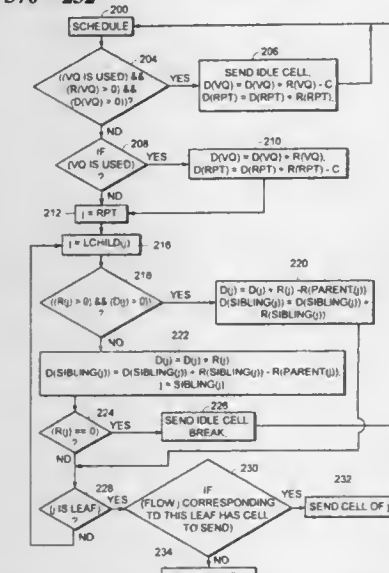 200
SCHEDULE
204
((VQ IS USED) &&
(R(VQ) > 0) &&
(D(VQ) > 0))?
YES
206
SEND IDLE CELL.
D(VQ) = D(VQ) + R(VQ) - C
D(RPT) = D(RPT) + R(RPT).
NO
208
IF
(VQ IS USED)
?
YES
210
D(VQ) = D(VQ) + R(VQ).
D(RPT) = D(RPT) + R(RPT) - C
NO
212
j = RPT
j = LCHILD(j)
216
218
((R(j) > 0) && (D(j) > 0))
?
YES
220
D(j) = D(j) + R(j) -R(PARENT(j))
D(SIBLING(j)) = D(SIBLING(j)) +
R(SIBLING(j))
NO
222
D(j) = D(j) + R(j)
D(SIBLING(j)) = D(SIBLING(j)) + R(SIBLING(j)) - R(PARENT(j)).
j = SIBLING(j)
224
(R(j) == 0)
?
YES
226
SEND IDLE CELL
BREAK.
NO
228
j IS LEAF
?
YES
NO
230
IF
(FLOW j CORRESPONDING
TO THIS LEAF HAS CELL
TO SEND)
YES
232
SEND CELL OF j
NO
234